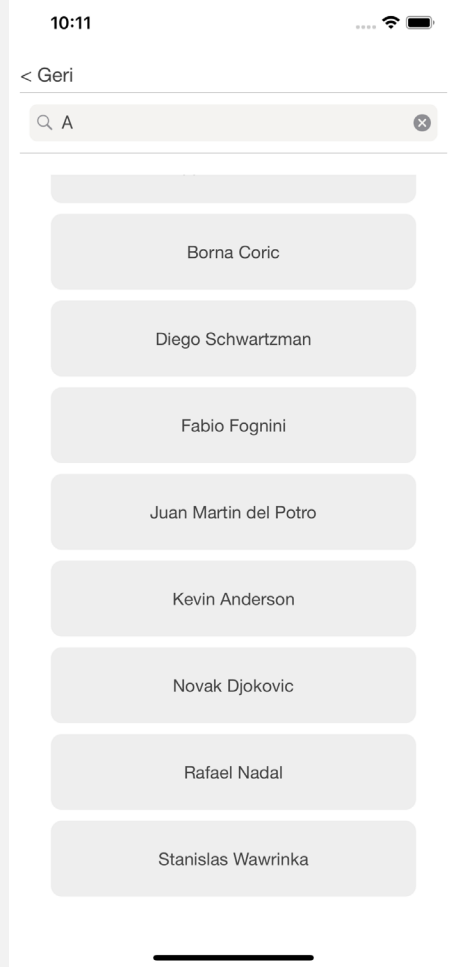 10:11
< Geri
A
Borna Coric
Diego Schwartzman
Fabio Fognini
Juan Martin del Potro
Kevin Anderson
Novak Djokovic
Rafael Nadal
Stanislas Wawrinka